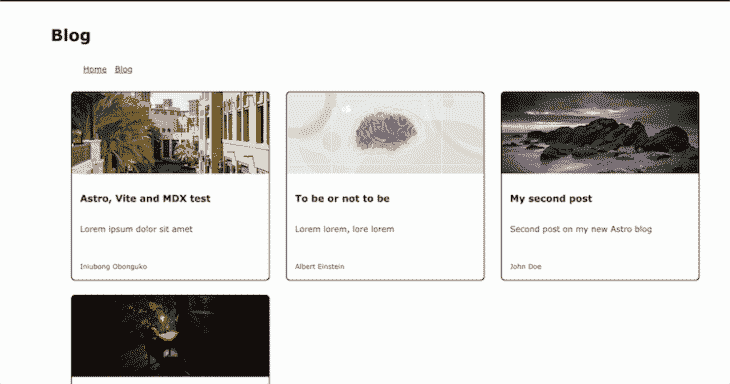 Blog
Home Blog
Astro, Vite and MDX test
Lorem ipsum dolor sit amet
Iniubong Obonguko
To be or not to be
Lorem lorem, lore lorem
Albert Einstein
My second post
Second post on my new Astro blog
John Doe